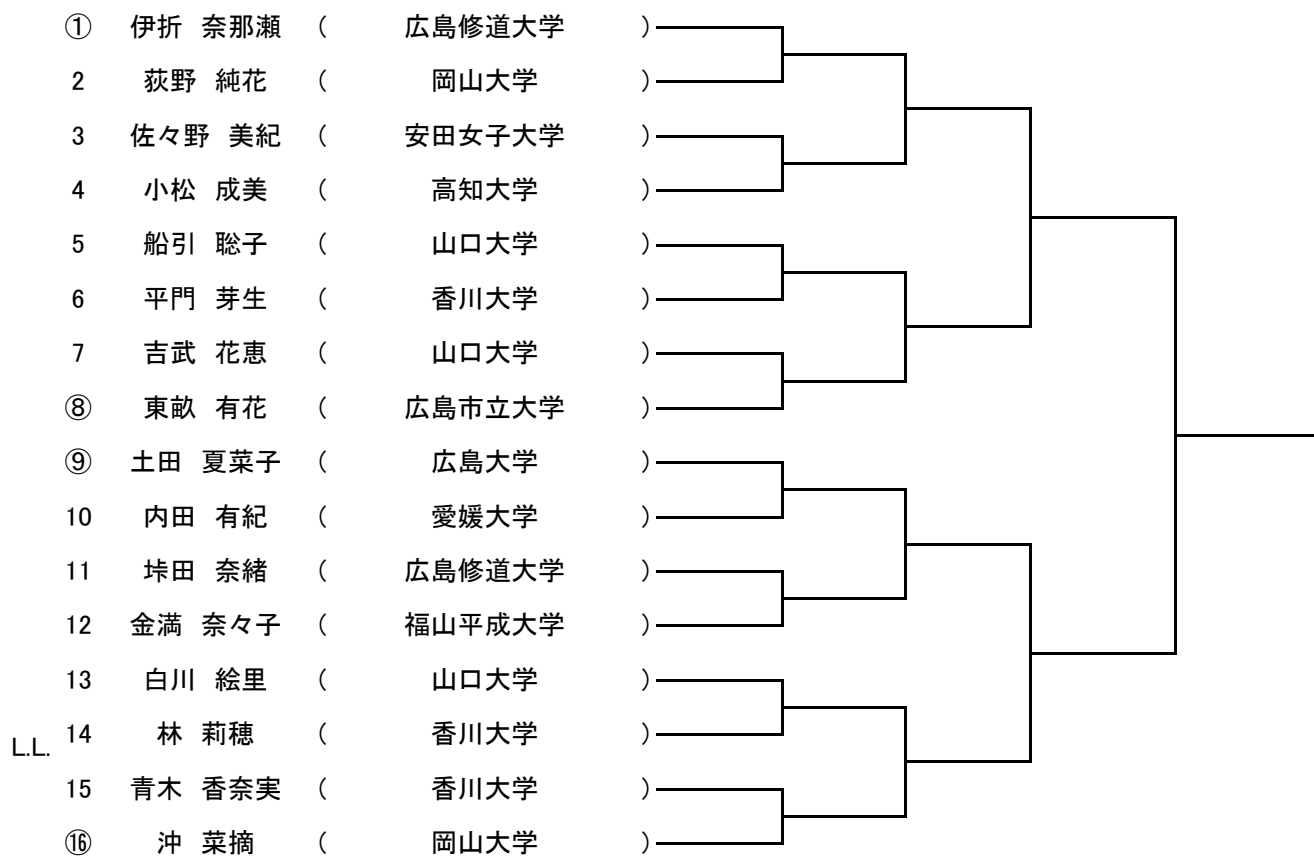 ① 伊折 奈那瀬 ( 広島修道大学 )
2 荻野 純花 ( 岡山大学 )
3 佐々野 美紀 ( 安田女子大学 )
4 小松 成美 ( 高知大学 )
5 船引 聡子 ( 山口大学 )
6 平門 芽生 ( 香川大学 )
7 吉武 花恵 ( 山口大学 )
⑧ 東畝 有花 ( 広島市立大学 )
⑨ 土田 夏菜子 ( 広島大学 )
10 内田 有紀 ( 愛媛大学 )
11 垰田 奈緒 ( 広島修道大学 )
12 金満 奈々子 ( 福山平成大学 )
13 白川 絵里 ( 山口大学 )
L.L. 14 林 莉穂 ( 香川大学 )
15 青木 香奈実 ( 香川大学 )
⑯ 沖 菜摘 ( 岡山大学 )